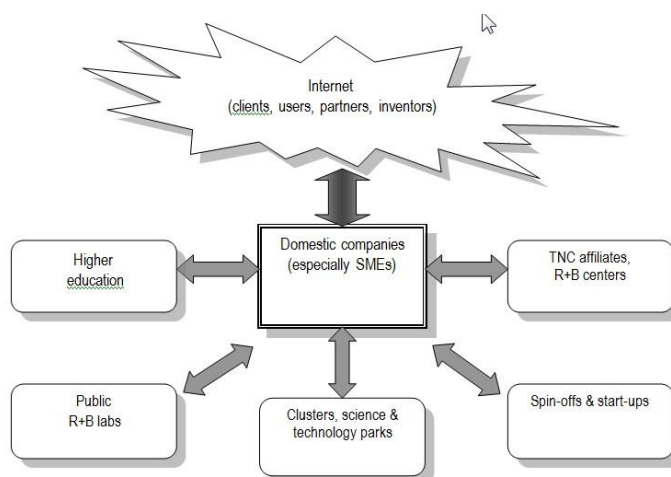 Internet
(clients, users, partners, inventors)
Domestic companies
(especially SMEs)
Higher
education
TNC affiliates,
R+B centers
Public
R+B labs
Clusters, science &
technology parks
Spin-offs & start-ups